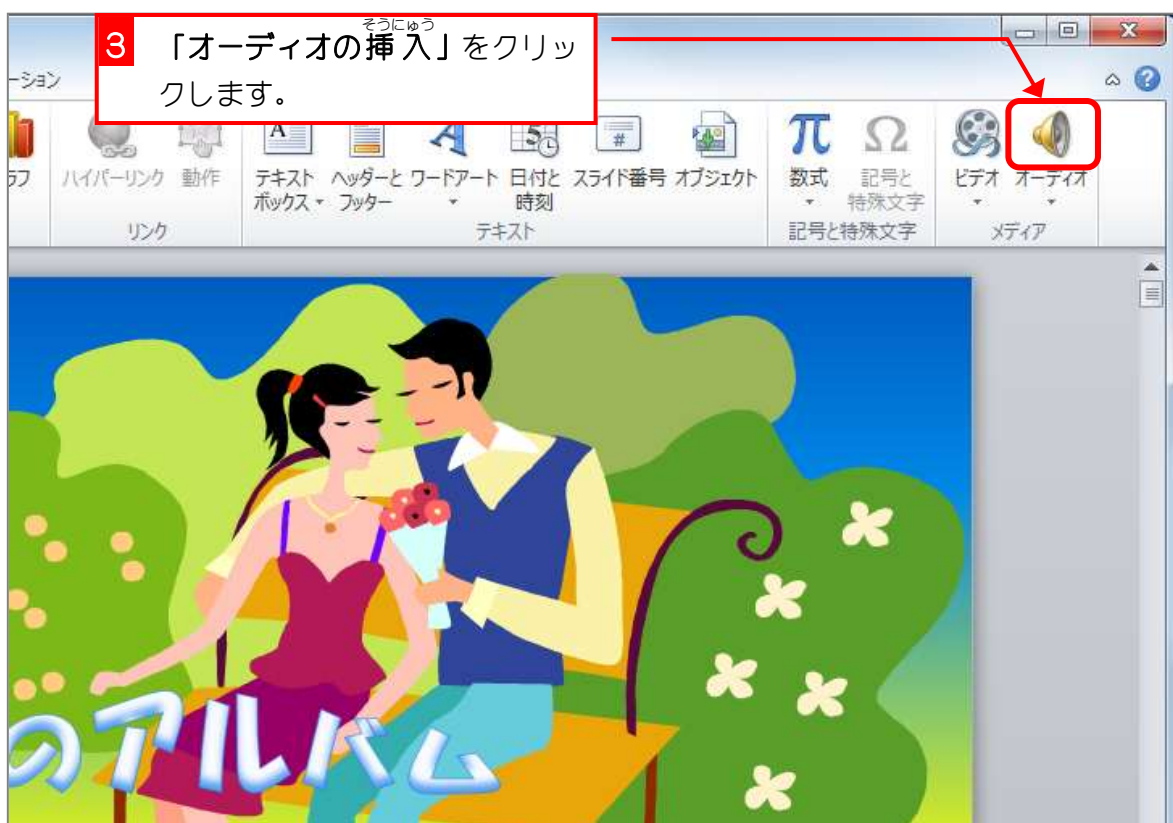 3
そうにゅう
「オーディオの挿入」をクリッ
クします。
ーション
ラフ
ハイパーリンク 動作
テキスト ヘッダーと ワードアート 日付と スライド番号 オブジェクト
ボックス フッター 時刻
数式 記号と
特殊文字
ビデオ オーディオ
リンク テキスト 記号と特殊文字 メディア
のアルバム